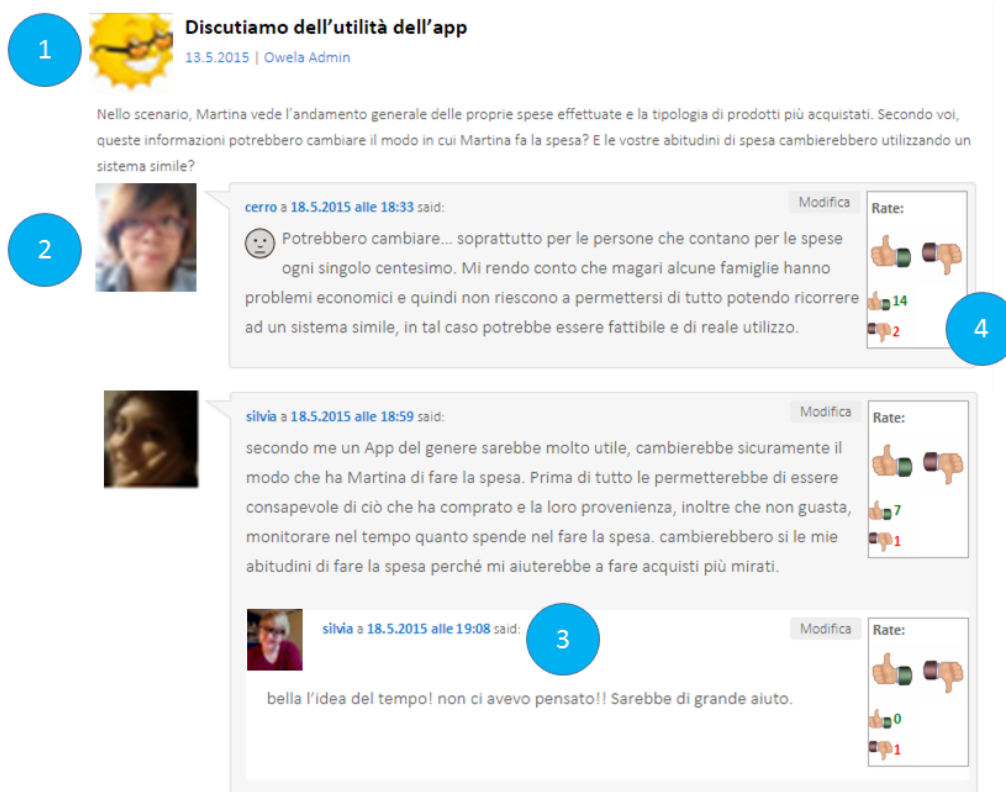 1
Discutiamo dell'utilità dell'app
13.5.2015 | Owela Admin
Nello scenario, Martina vede l'andamento generale delle proprie spese effettuate e la tipologia di prodotti più acquistati. Secondo voi,
queste informazioni potrebbero cambiare il modo in cui Martina fa la spesa? E le vostre abitudini di spesa cambierebbero utilizzando un
sistema simile?
2
cerro a 18.5.2015 alle 18:33 said:
Modifica
Potrebbero cambiare... soprattutto per le persone che contano per le spese
ogni singolo centesimo. Mi rendo conto che magari alcune famiglie hanno
problemi economici e quindi non riescono a permettersi di tutto potendo ricorrere
ad un sistema simile, in tal caso potrebbe essere fattibile e di reale utilizzo.
Rate:
14
2
4
silvia a 18.5.2015 alle 18:59 said:
Modifica
secondo me un App del genere sarebbe molto utile, cambierebbe sicuramente il
modo che ha Martina di fare la spesa. Prima di tutto le permetterebbe di essere
consapevole di ciò che ha comprato e la loro provenienza, inoltre che non guasta,
monitorare nel tempo quanto spende nel fare la spesa. cambierebbero si le mie
abitudini di fare la spesa perché mi aiuterebbe a fare acquisti più mirati.
Rate:
7
1
silvia a 18.5.2015 alle 19:08 said:
3
Modifica
bella l'idea del tempo! non ci avevo pensato!! Sarebbe di grande aiuto.
Rate:
0
1